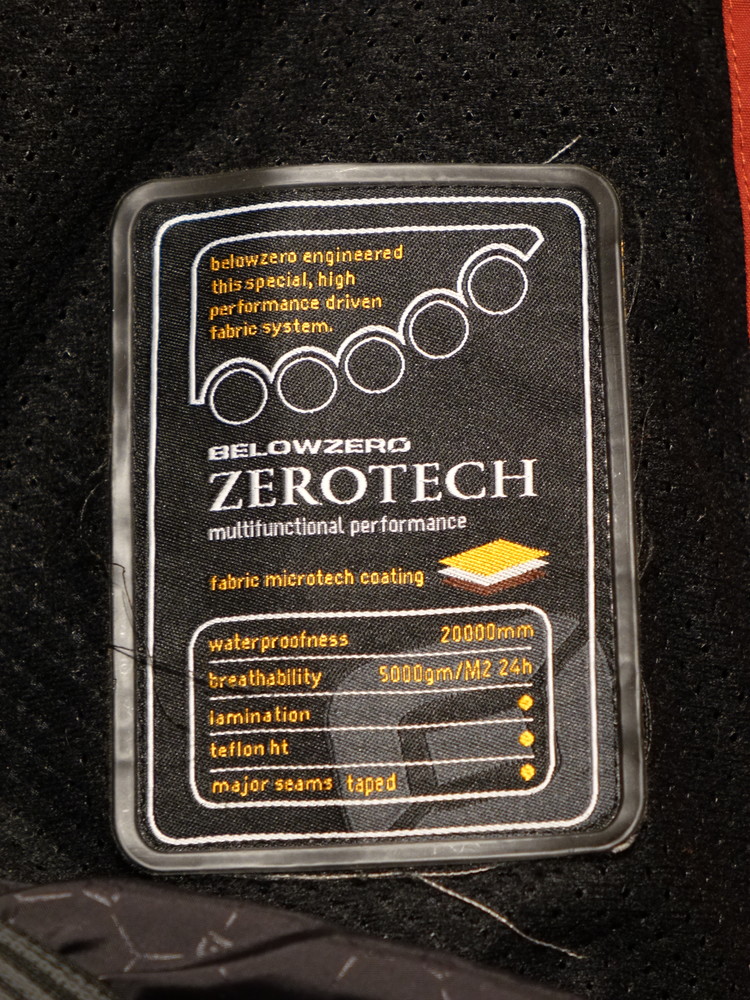 belowzero engineered
this special, high
performance driven
fabric system.
BELOWZERO
ZEROTECH
multifunctional performance
fabric microtech coating
waterproofness 20000mm
breathability 5000gm/M2 24h
lamination
teflon ht
major seams taped